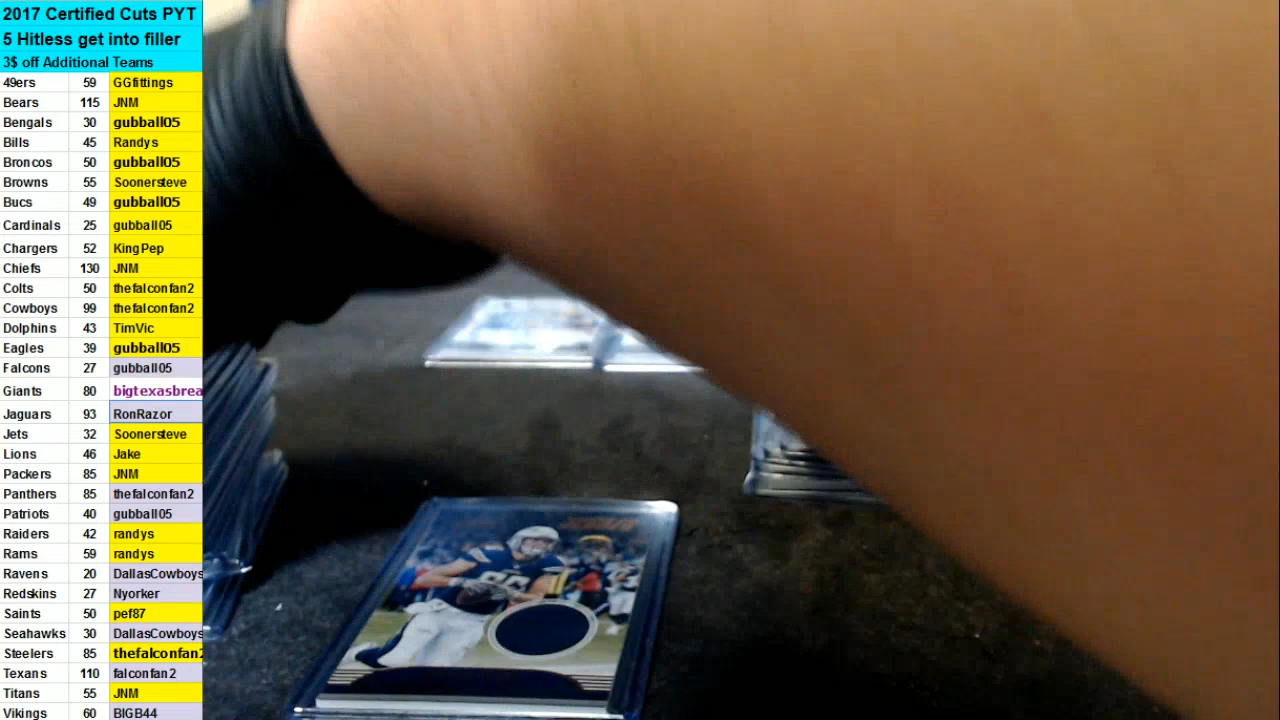 2017 Certified Cuts PYT
5 Hitless get into filler
3$ off Additional Teams
49ers 59 GGfittings
Bears 115 JNM
Bengals 30 gubball05
Bills 45 Randys
Broncos 50 gubball05
Browns 55 Soonersteve
Bucs 49 gubball05
Cardinals 25 gubball05
Chargers 52 KingPep
Chiefs 130 JNM
Colts 50 thefalconfan2
Cowboys 99 thefalconfan2
Dolphins 43 TimVic
Eagles 39 gubball05
Falcons 27 gubball05
Giants 80 bigtexasbrea
Jaguars 93 RonRazor
Jets 32 Soonersteve
Lions 46 Jake
Packers 85 JNM
Panthers 85 thefalconfan2
Patriots 40 gubball05
Raiders 42 randys
Rams 59 randys
Ravens 20 DallasCowboys
Redskins 27 Nyorker
Saints 50 pef87
Seahawks 30 DallasCowboys
Steelers 85 thefalconfan2
Texans 110 falconfan2
Titans 55 JNM
Vikings 60 BIGB44